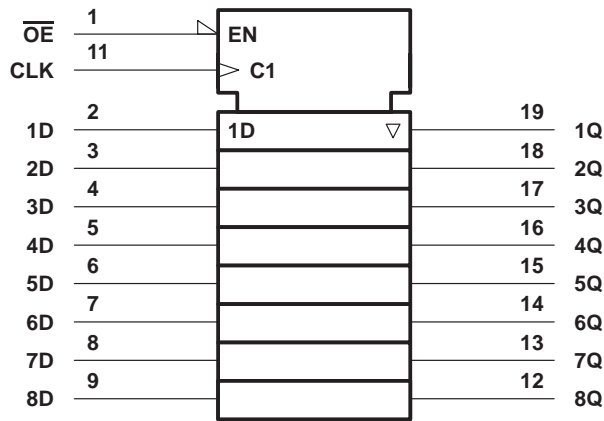 OE 1 EN
CLK 11 C1
1D 2 1D 19 1Q
2D 3 18 2Q
3D 4 17 3Q
4D 5 16 4Q
5D 6 15 5Q
6D 7 14 6Q
7D 8 13 7Q
8D 9 12 8Q